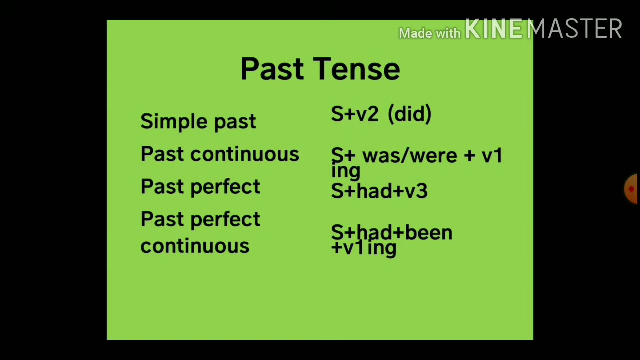 Made with KINEMASTER
Past Tense
Simple past
S+v2 (did)
Past continuous
S+ was/were + v1
ing
Past perfect
S+had+v3
Past perfect
continuous
S+had+been
+v1ing